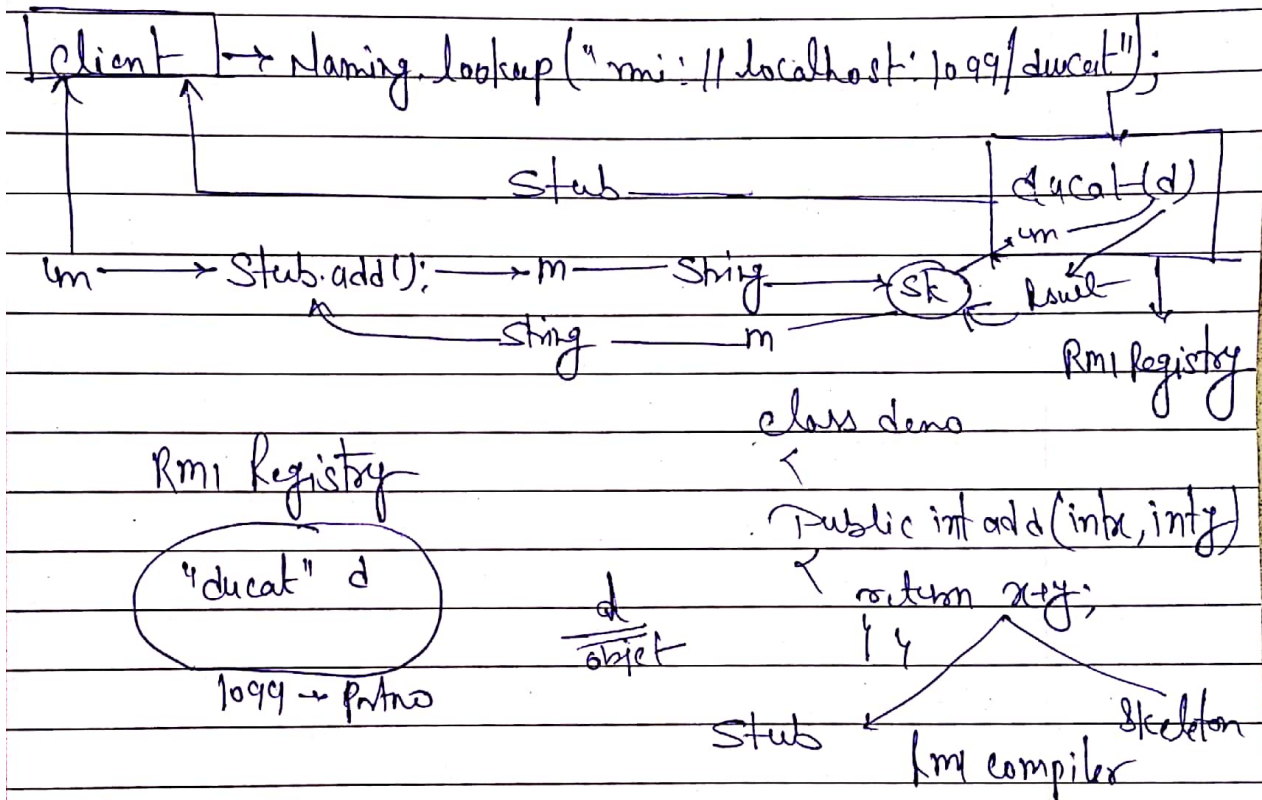 Client → Naming.lookup("rmi://localhost:1099/ducat");
Stub ducat(d)
um
um → Stub.add(); → m String → Sk Result
String m
RMI Registry
class demo
{
RMI Registry
Public int add(int x, int y)
"ducat" d
{
return x+y;
d
objet
} }
1099 → Portno
Stub Skeleton
rmi compiler